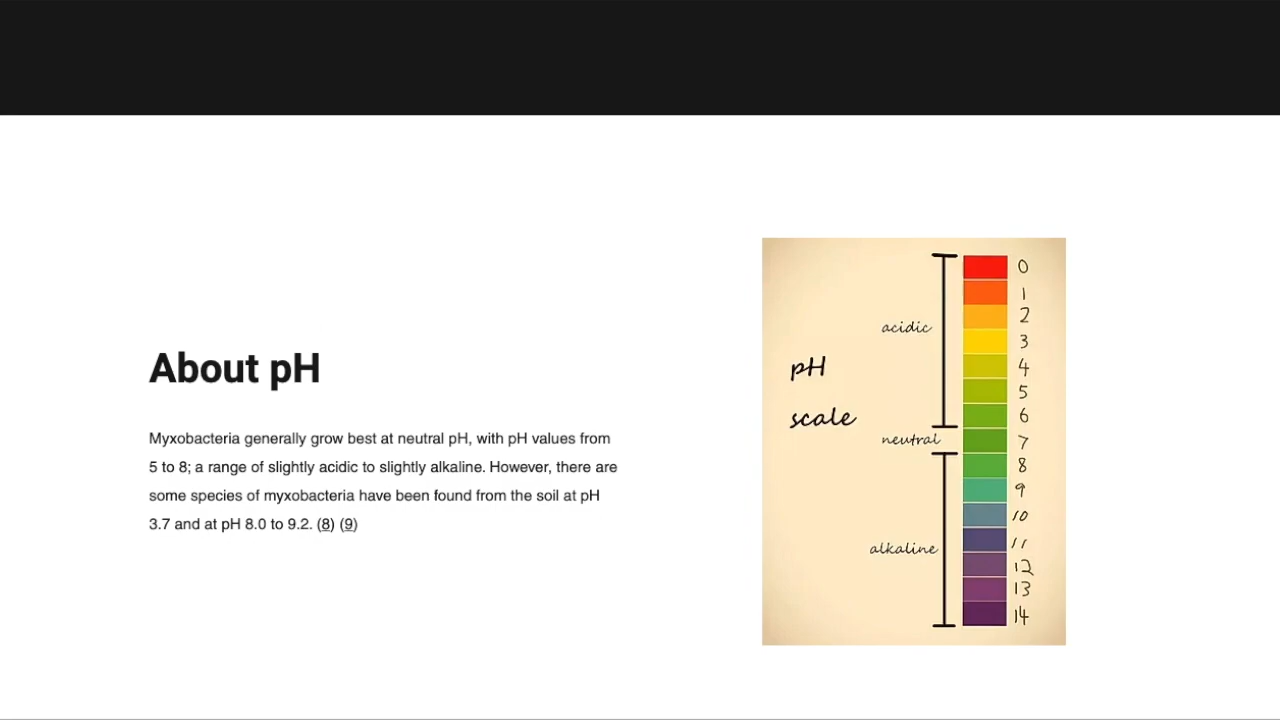 About pH
Myxobacteria generally grow best at neutral pH, with pH values from
5 to 8; a range of slightly acidic to slightly alkaline. However, there are
some species of myxobacteria have been found from the soil at pH
3.7 and at pH 8.0 to 9.2. (8) (9)
pH
scale
acidic
neutral
alkaline
0
1
2
3
4
5
6
7
8
9
10
11
12
13
14